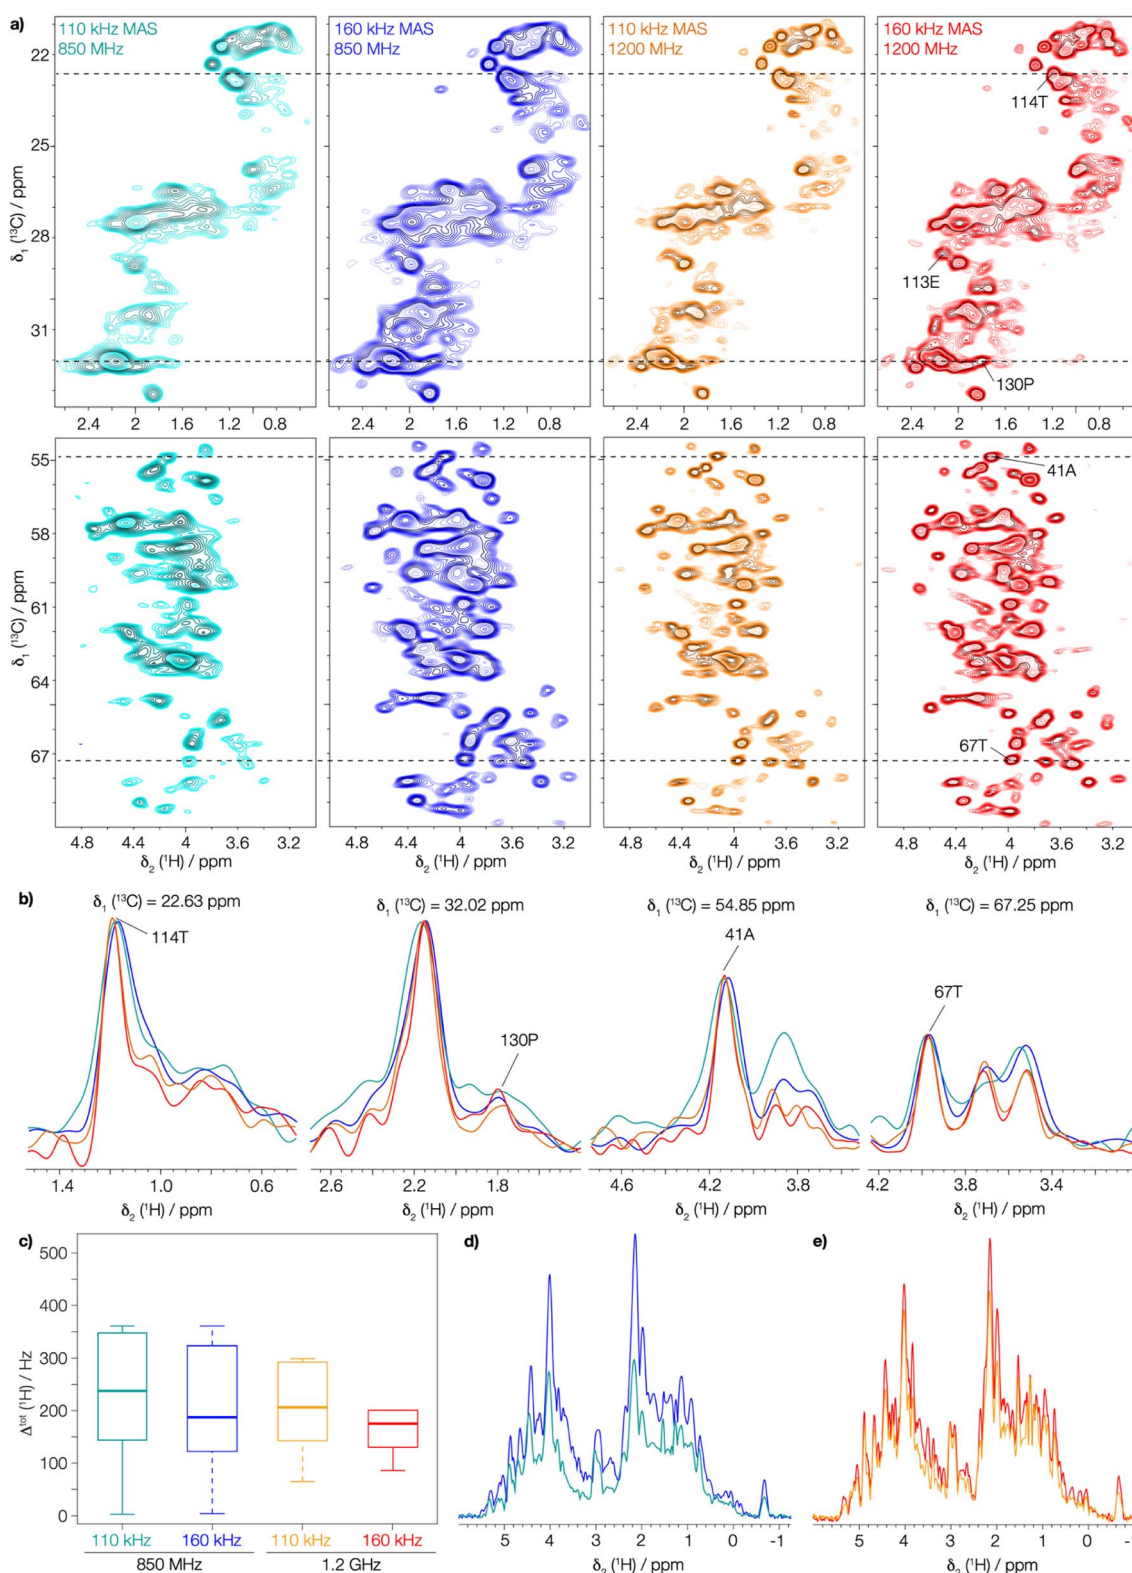 a)
110 kHz MAS
850 MHz
160 kHz MAS
850 MHz
110 kHz MAS
1200 MHz
160 kHz MAS
1200 MHz
22
25
28
31
δ₁ (¹³C) / ppm
114T
113E
130P
2.4 2 1.6 1.2 0.8
2.4 2 1.6 1.2 0.8
2.4 2 1.6 1.2 0.8
2.4 2 1.6 1.2 0.8
55
58
61
64
67
δ₁ (¹³C) / ppm
41A
67T
4.8 4.4 4 3.6 3.2
4.8 4.4 4 3.6 3.2
4.8 4.4 4 3.6 3.2
4.8 4.4 4 3.6 3.2
δ₂ (¹H) / ppm
δ₂ (¹H) / ppm
δ₂ (¹H) / ppm
δ₂ (¹H) / ppm
b)
δ₁ (¹³C) = 22.63 ppm
δ₁ (¹³C) = 32.02 ppm
δ₁ (¹³C) = 54.85 ppm
δ₁ (¹³C) = 67.25 ppm
114T
130P
41A
67T
1.4 1.0 0.6
2.6 2.2 1.8
4.6 4.2 3.8
4.2 3.8 3.4
δ₂ (¹H) / ppm
δ₂ (¹H) / ppm
δ₂ (¹H) / ppm
δ₂ (¹H) / ppm
c)
500
400
300
200
100
0
Δᵗᵒᵗ (¹H) / Hz
110 kHz 160 kHz 110 kHz 160 kHz
850 MHz 1.2 GHz
d)
5 4 3 2 1 0 -1
δ₂ (¹H) / ppm
e)
5 4 3 2 1 0 -1
δ₂ (¹H) / ppm